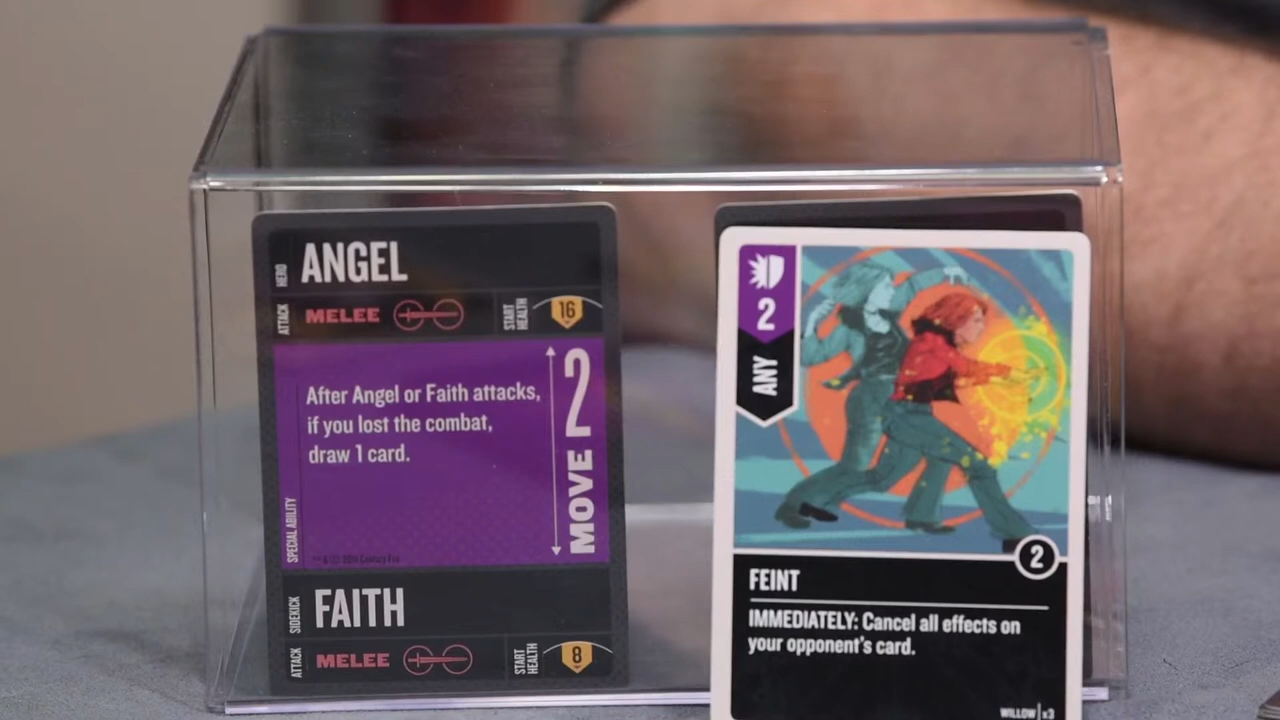 HERO
ANGEL
ATTACK
MELEE
START
HEALTH
16
After Angel or Faith attacks,
if you lost the combat,
draw 1 card.
MOVE 2
SPECIAL ABILITY
SIDEKICK
FAITH
ATTACK
MELEE
START
HEALTH
8
2
ANY
2
FEINT
IMMEDIATELY: Cancel all effects on
your opponent's card.
WILLOW x3